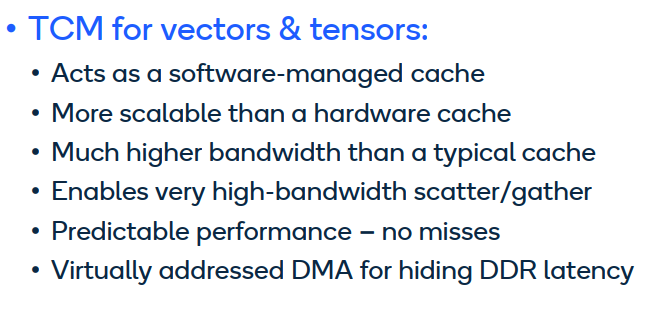 • TCM for vectors & tensors:
• Acts as a software-managed cache
• More scalable than a hardware cache
• Much higher bandwidth than a typical cache
• Enables very high-bandwidth scatter/gather
• Predictable performance – no misses
• Virtually addressed DMA for hiding DDR latency